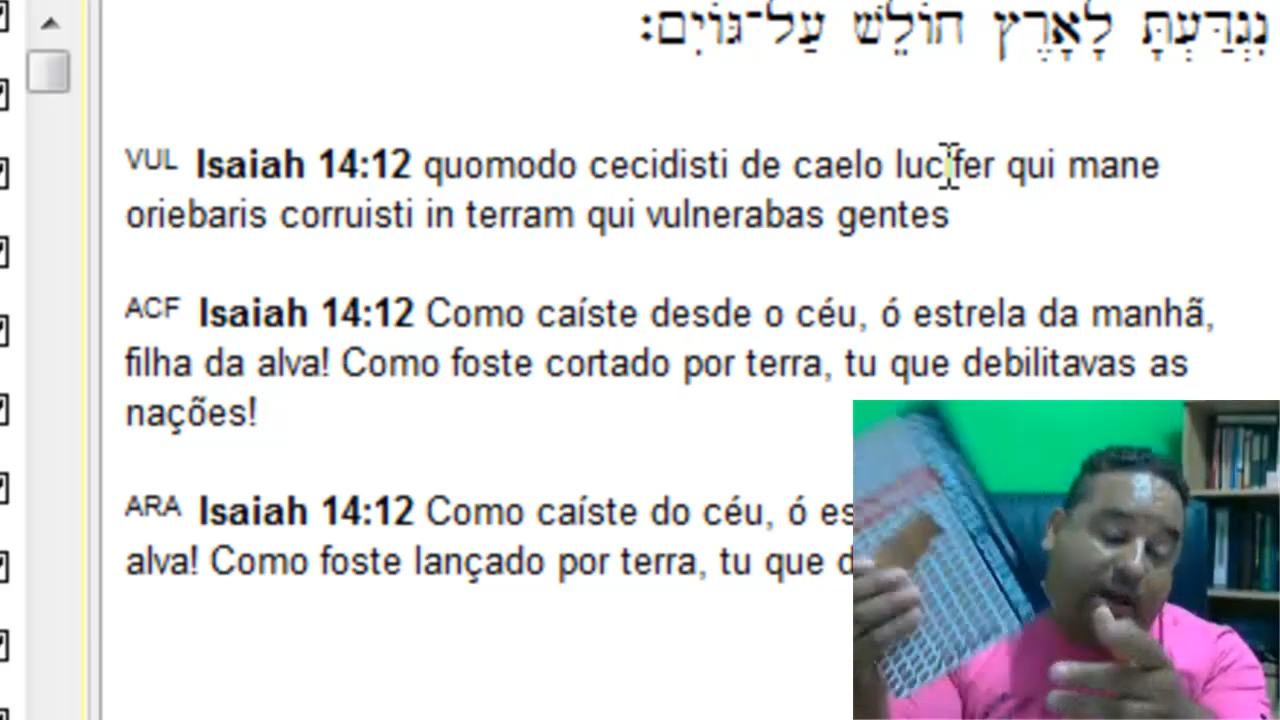 נִגְדַּעְתָּ לָאָרֶץ חוֹלֵשׁ עַל־גּוֹיִם׃
VUL Isaiah 14:12 quomodo cecidisti de caelo lucifer qui mane
oriebaris corruisti in terram qui vulnerabas gentes
ACF Isaiah 14:12 Como caíste desde o céu, ó estrela da manhã,
filha da alva! Como foste cortado por terra, tu que debilitavas as
nações!
ARA Isaiah 14:12 Como caíste do céu, ó es
alva! Como foste lançado por terra, tu que d